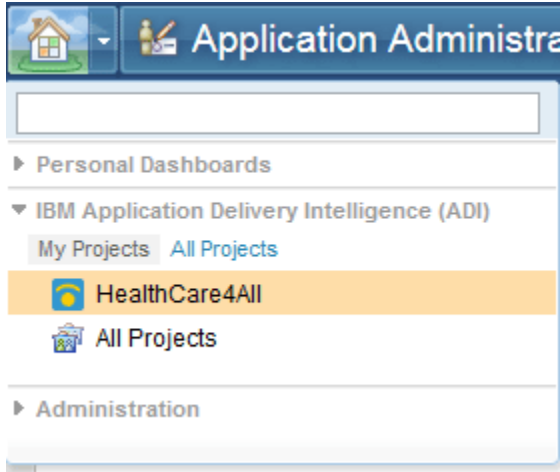 Application Administra
Personal Dashboards
IBM Application Delivery Intelligence (ADI)
My Projects All Projects
HealthCare4All
All Projects
Administration